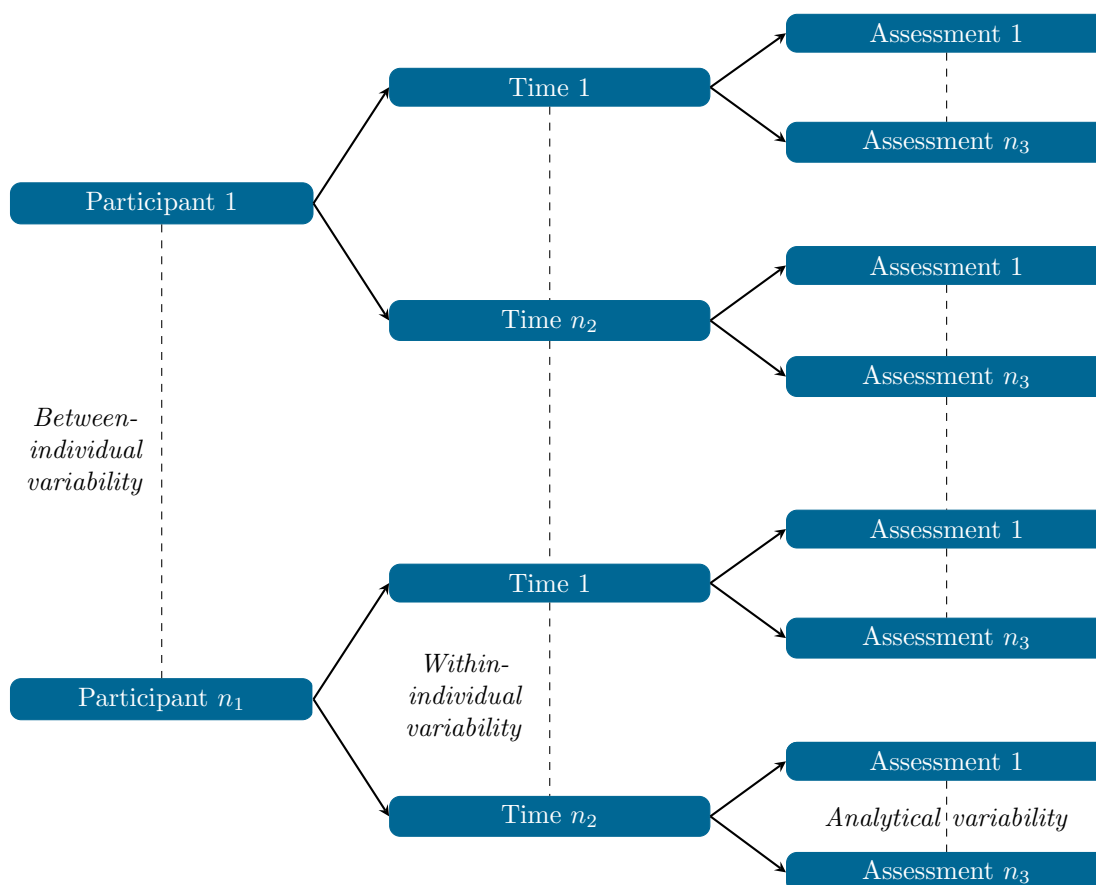 Assessment 1
Time 1
Assessment n₃
Participant 1
Assessment 1
Time n₂
Assessment n₃
Between-
individual
variability
Assessment 1
Time 1
Assessment n₃
Within-
individual
variability
Participant n₁
Assessment 1
Time n₂
Analytical variability
Assessment n₃